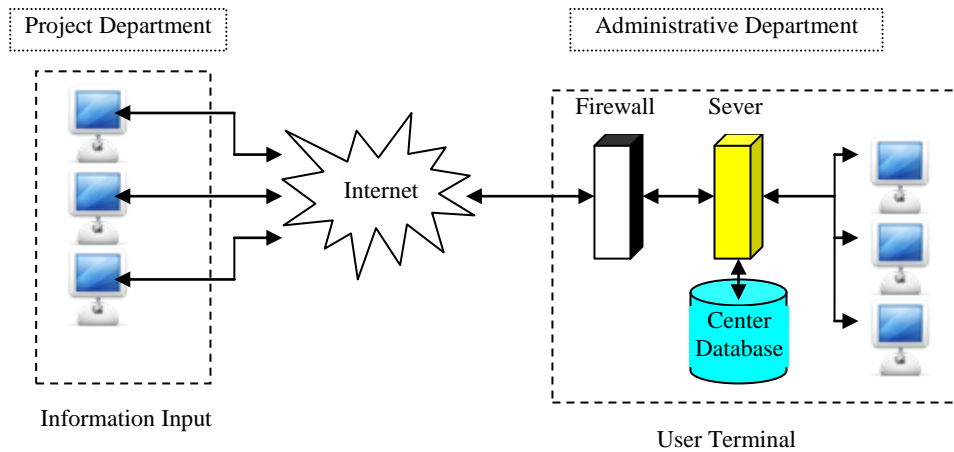 Project Department
Administrative Department
Firewall
Sever
Internet
Center
Database
Information Input
User Terminal